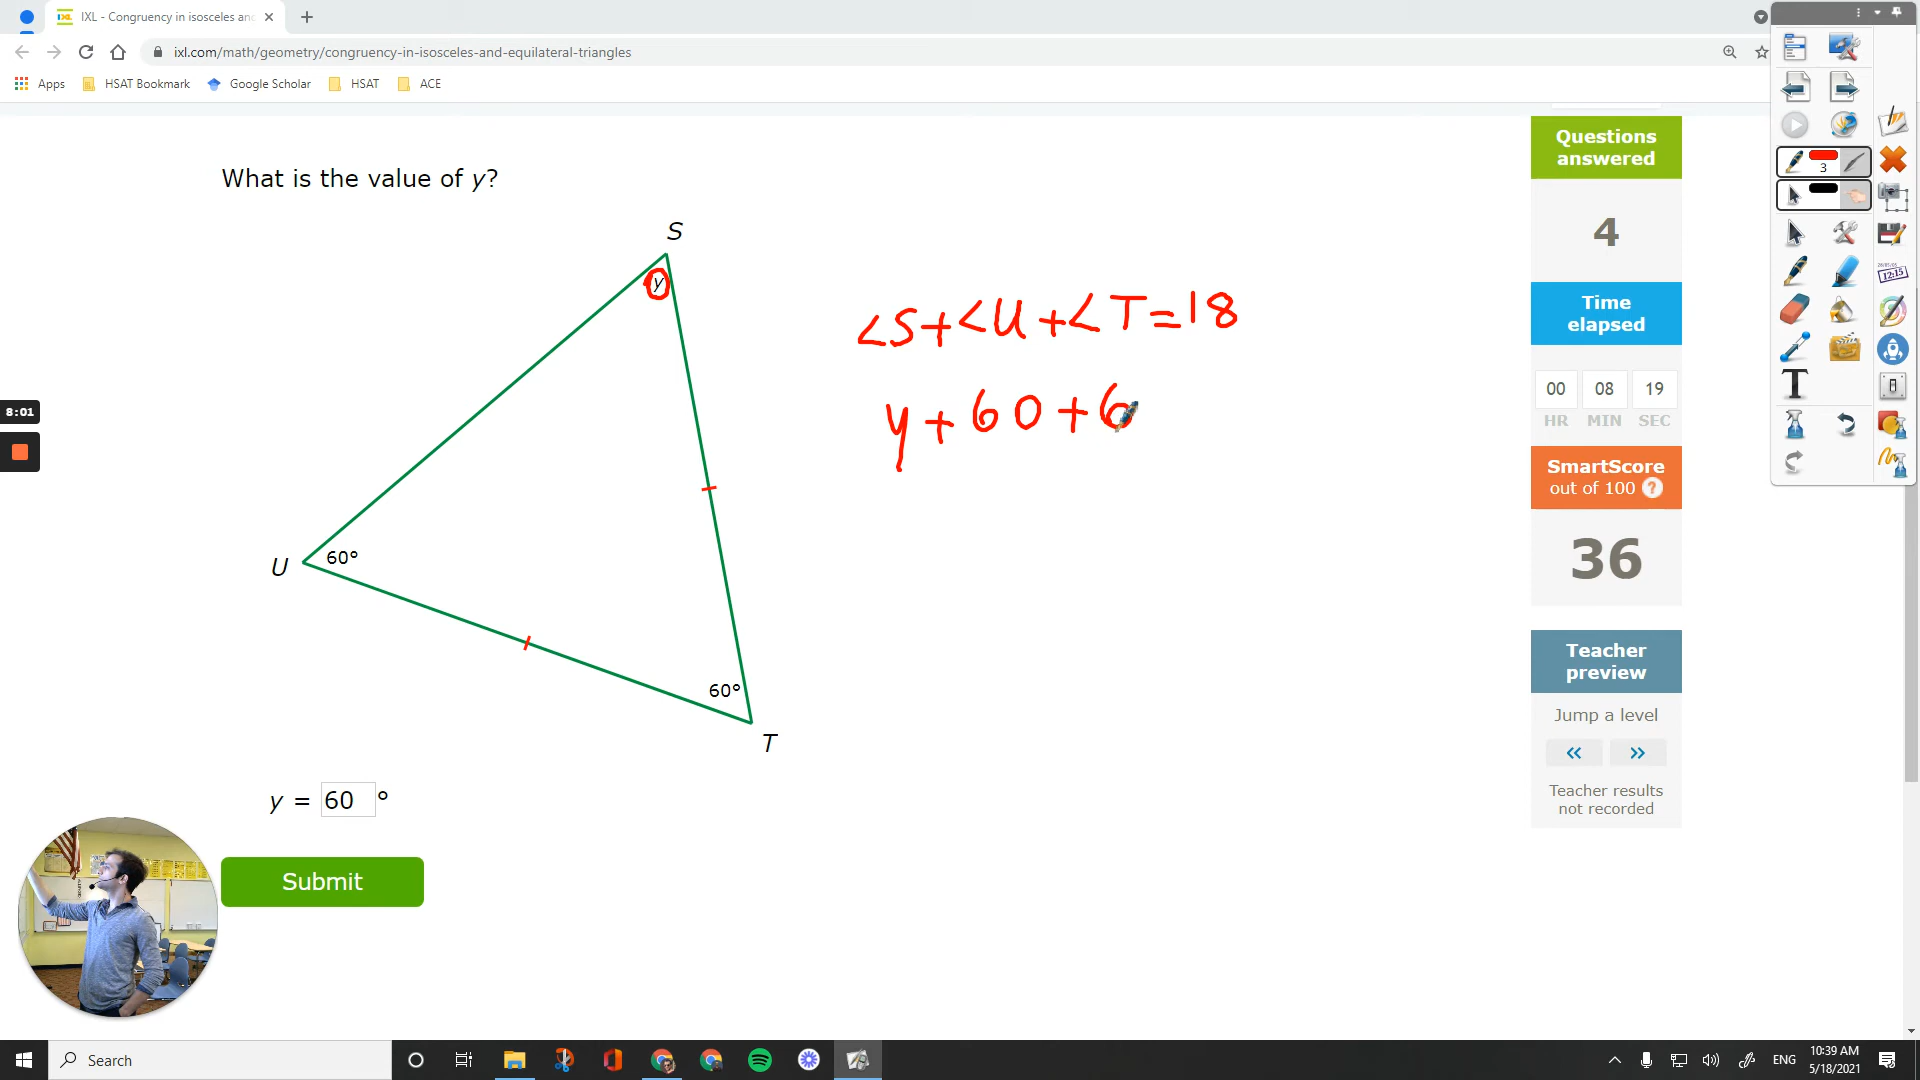 IXL - Congruency in isosceles and
ixl.com/math/geometry/congruency-in-isosceles-and-equilateral-triangles
Apps HSAT Bookmark Google Scholar HSAT ACE
What is the value of y?
S
y
U
60°
60°
T
∠S+∠U+∠T=18
y+60+6
y = 60 °
Submit
Questions answered
4
Time elapsed
00 08 19
HR MIN SEC
SmartScore
out of 100 ?
36
Teacher preview
Jump a level
Teacher results
not recorded
8:01
3
T
Search
ENG
10:39 AM
5/18/2021